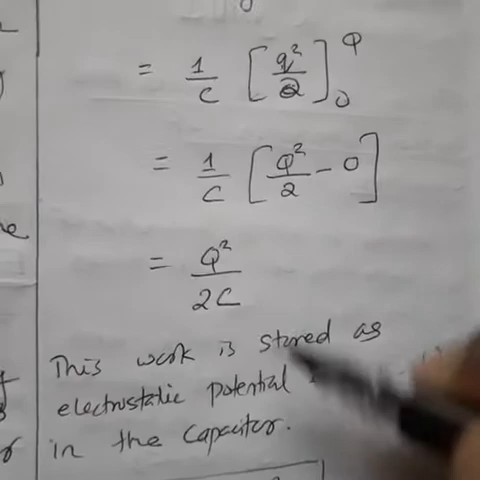 = 1/C [q²/2]₀^Q
= 1/C [Q²/2 - 0]
= Q²/2C
This work is stored as
electrostatic potential
in the capacitor.